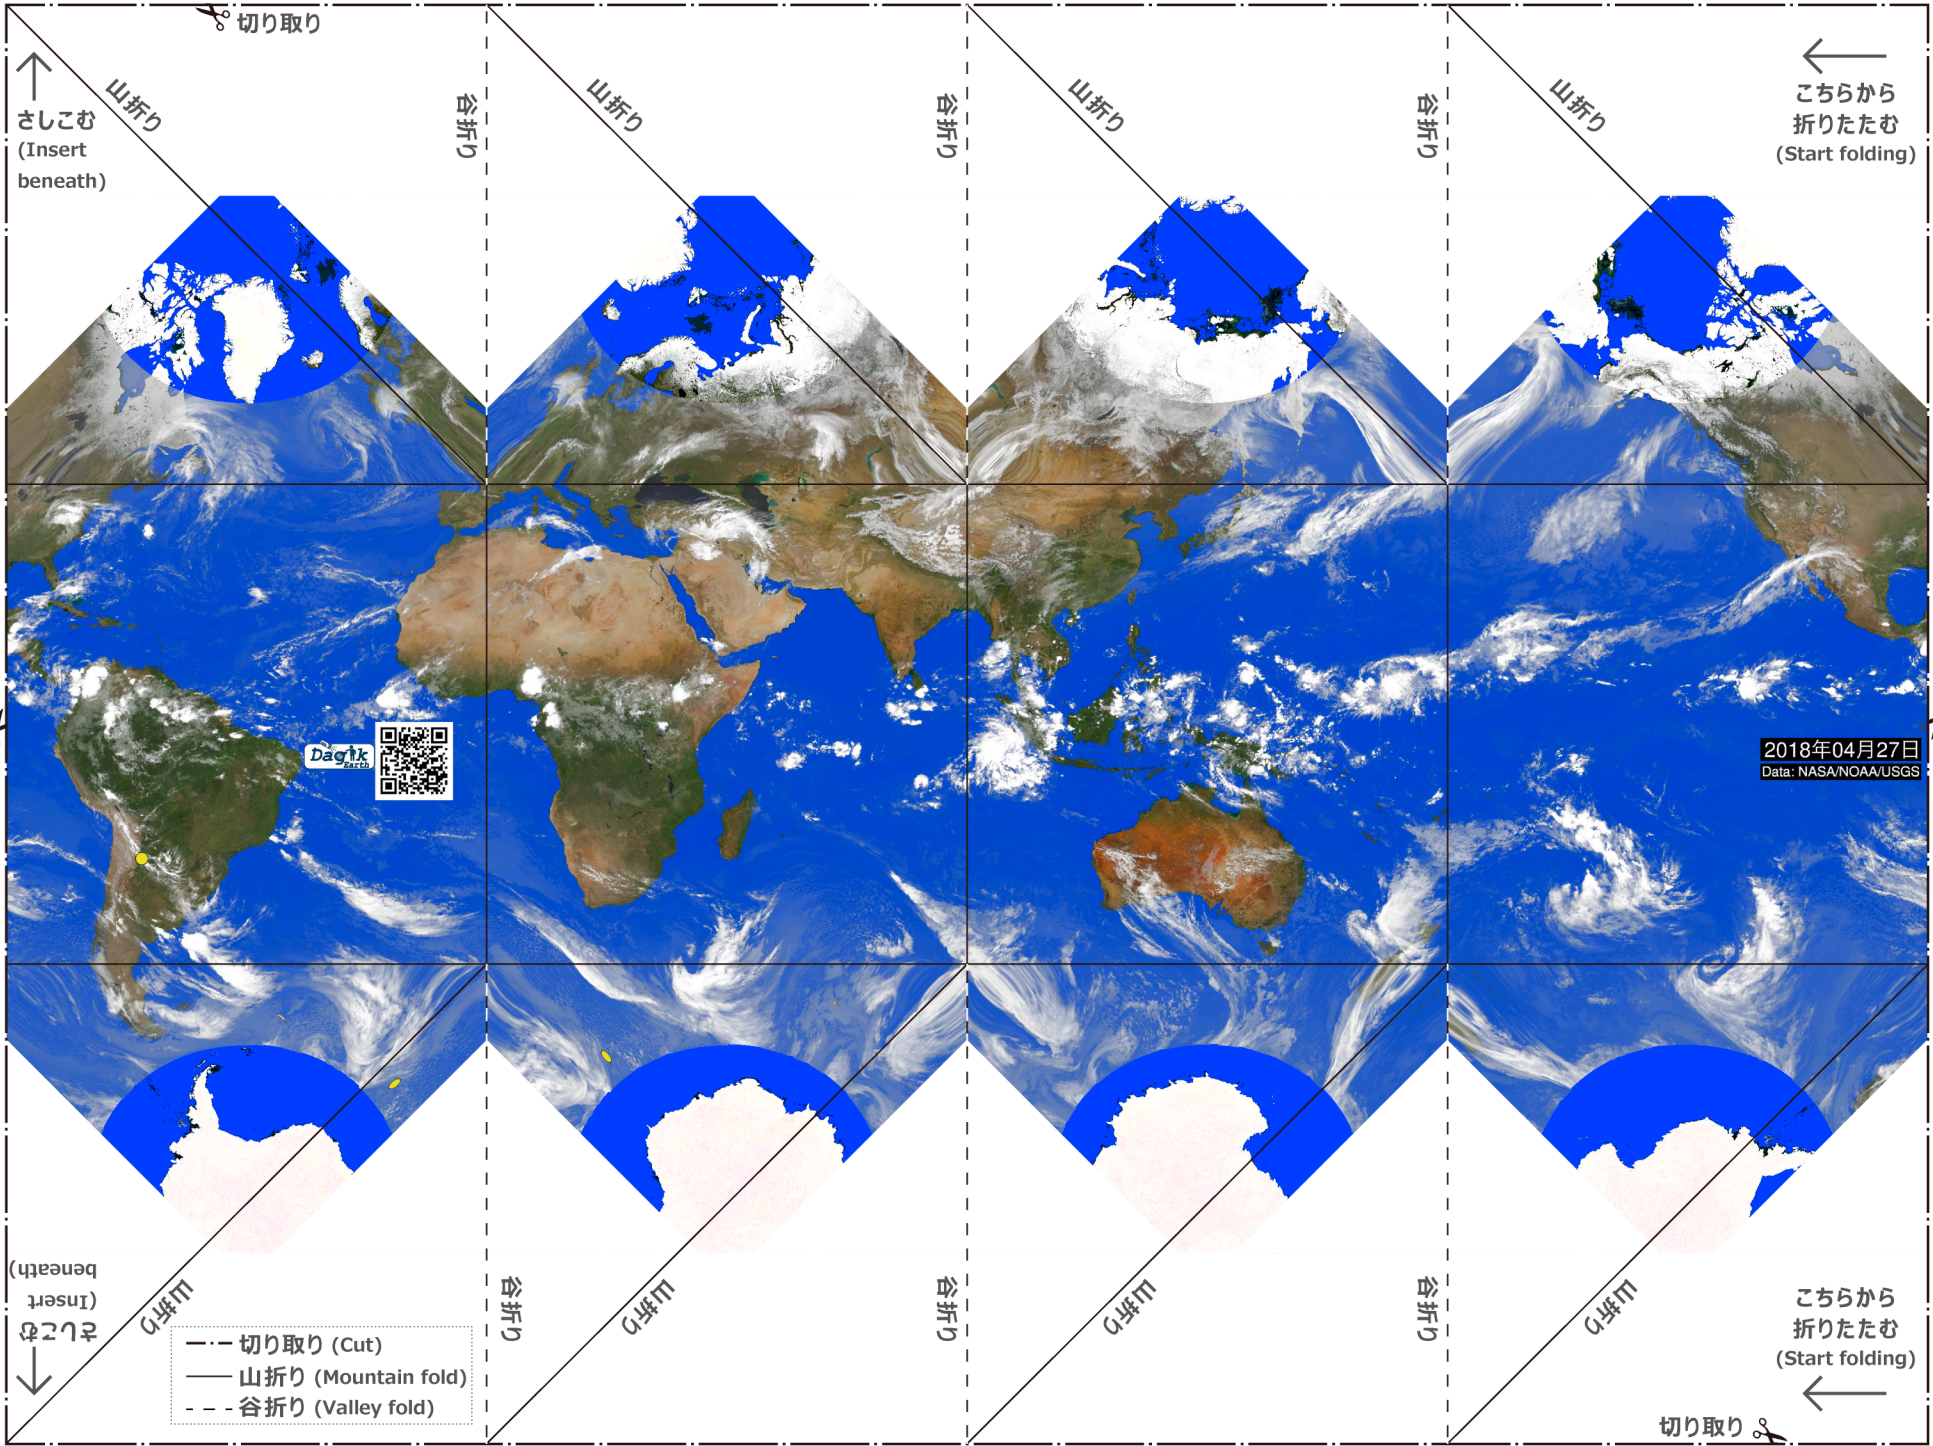 切り取り
さしこむ
(Insert
beneath)
山折り
谷折り
山折り
谷折り
山折り
谷折り
山折り
こちらから
折りたたむ
(Start folding)
Dagik
Earth
2018年04月27日
Data: NASA/NOAA/USGS
さしこむ
(Insert
beneath)
山折り
谷折り
山折り
谷折り
山折り
谷折り
山折り
こちらから
折りたたむ
(Start folding)
切り取り (Cut)
山折り (Mountain fold)
谷折り (Valley fold)
切り取り